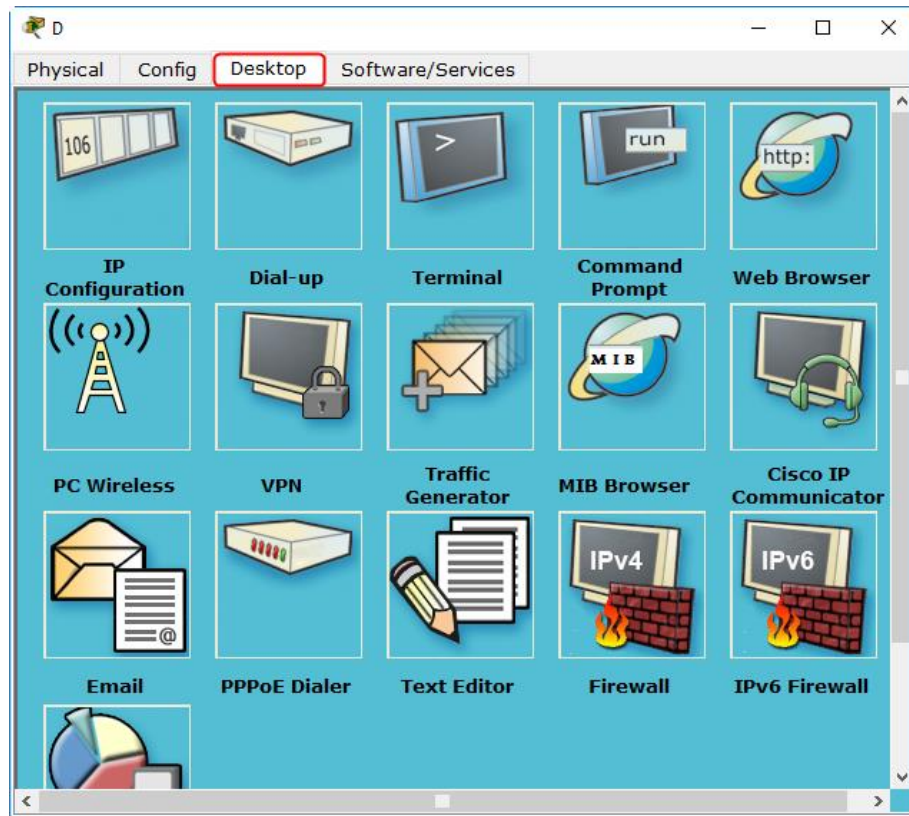 D
Physical Config Desktop Software/Services
106
>
run
http:
IP
Configuration
Dial-up
Terminal
Command
Prompt
Web Browser
MIB
PC Wireless
VPN
Traffic
Generator
MIB Browser
Cisco IP
Communicator
@
IPv4
IPv6
Email
PPPoE Dialer
Text Editor
Firewall
IPv6 Firewall